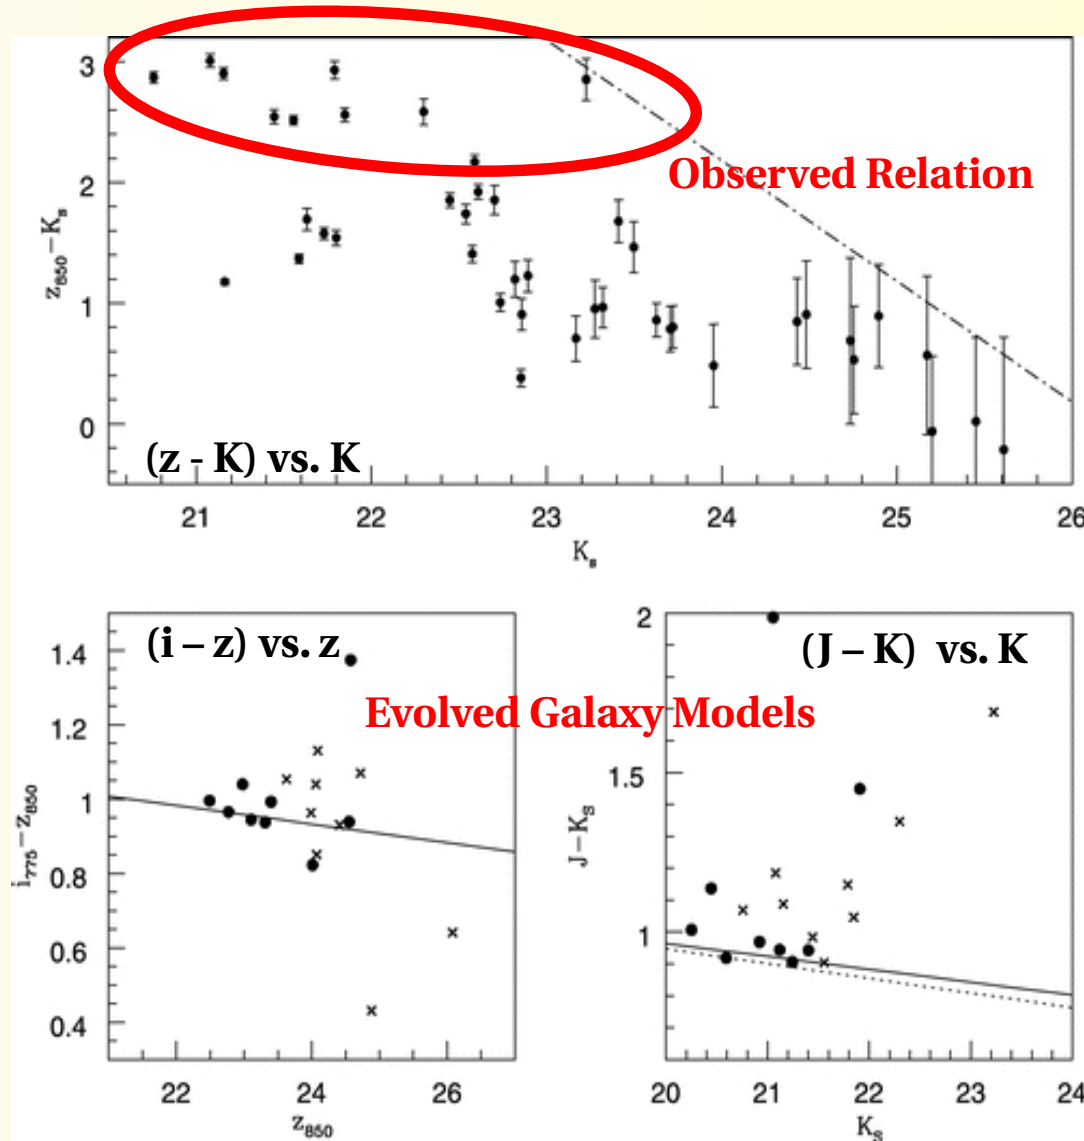 3
2
1
0
z850−Ks
Observed Relation
(z - K) vs. K
21
22
23
24
25
26
Ks
(i – z) vs. z
(J – K) vs. K
Evolved Galaxy Models
1.4
1.2
1
0.8
0.6
0.4
i775−z850
22
24
26
z850
2
1.5
1
J−KS
20
21
22
23
24
KS